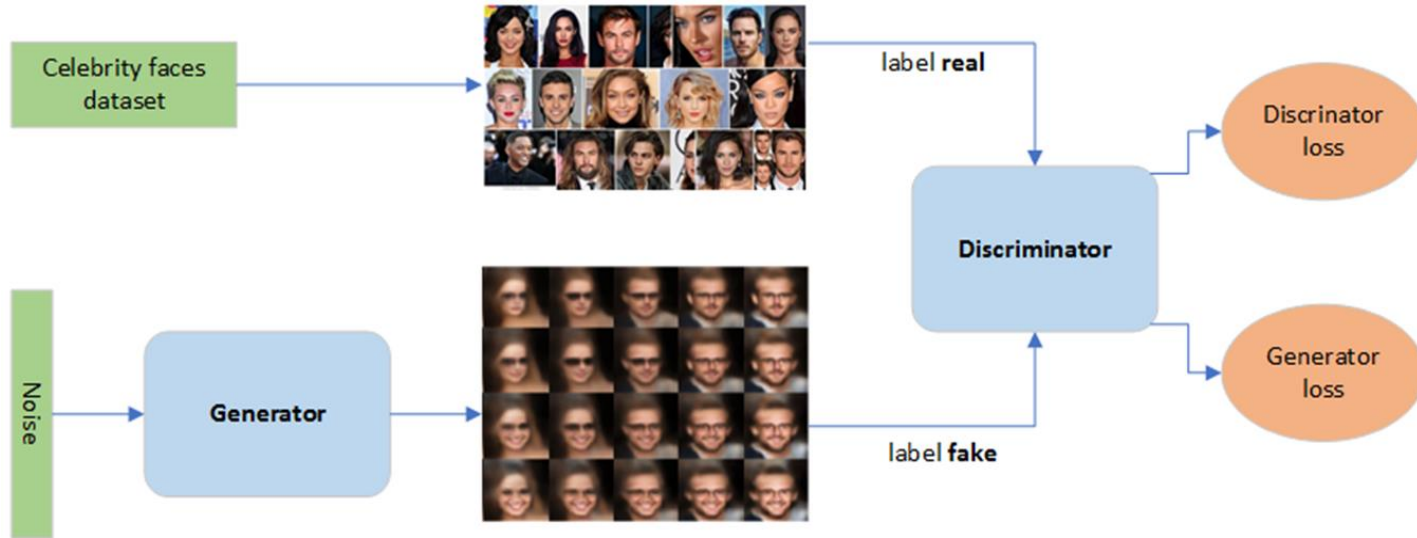 Celebrity faces
dataset
label real
Discrinator
loss
Discriminator
Noise
Generator
label fake
Generator
loss